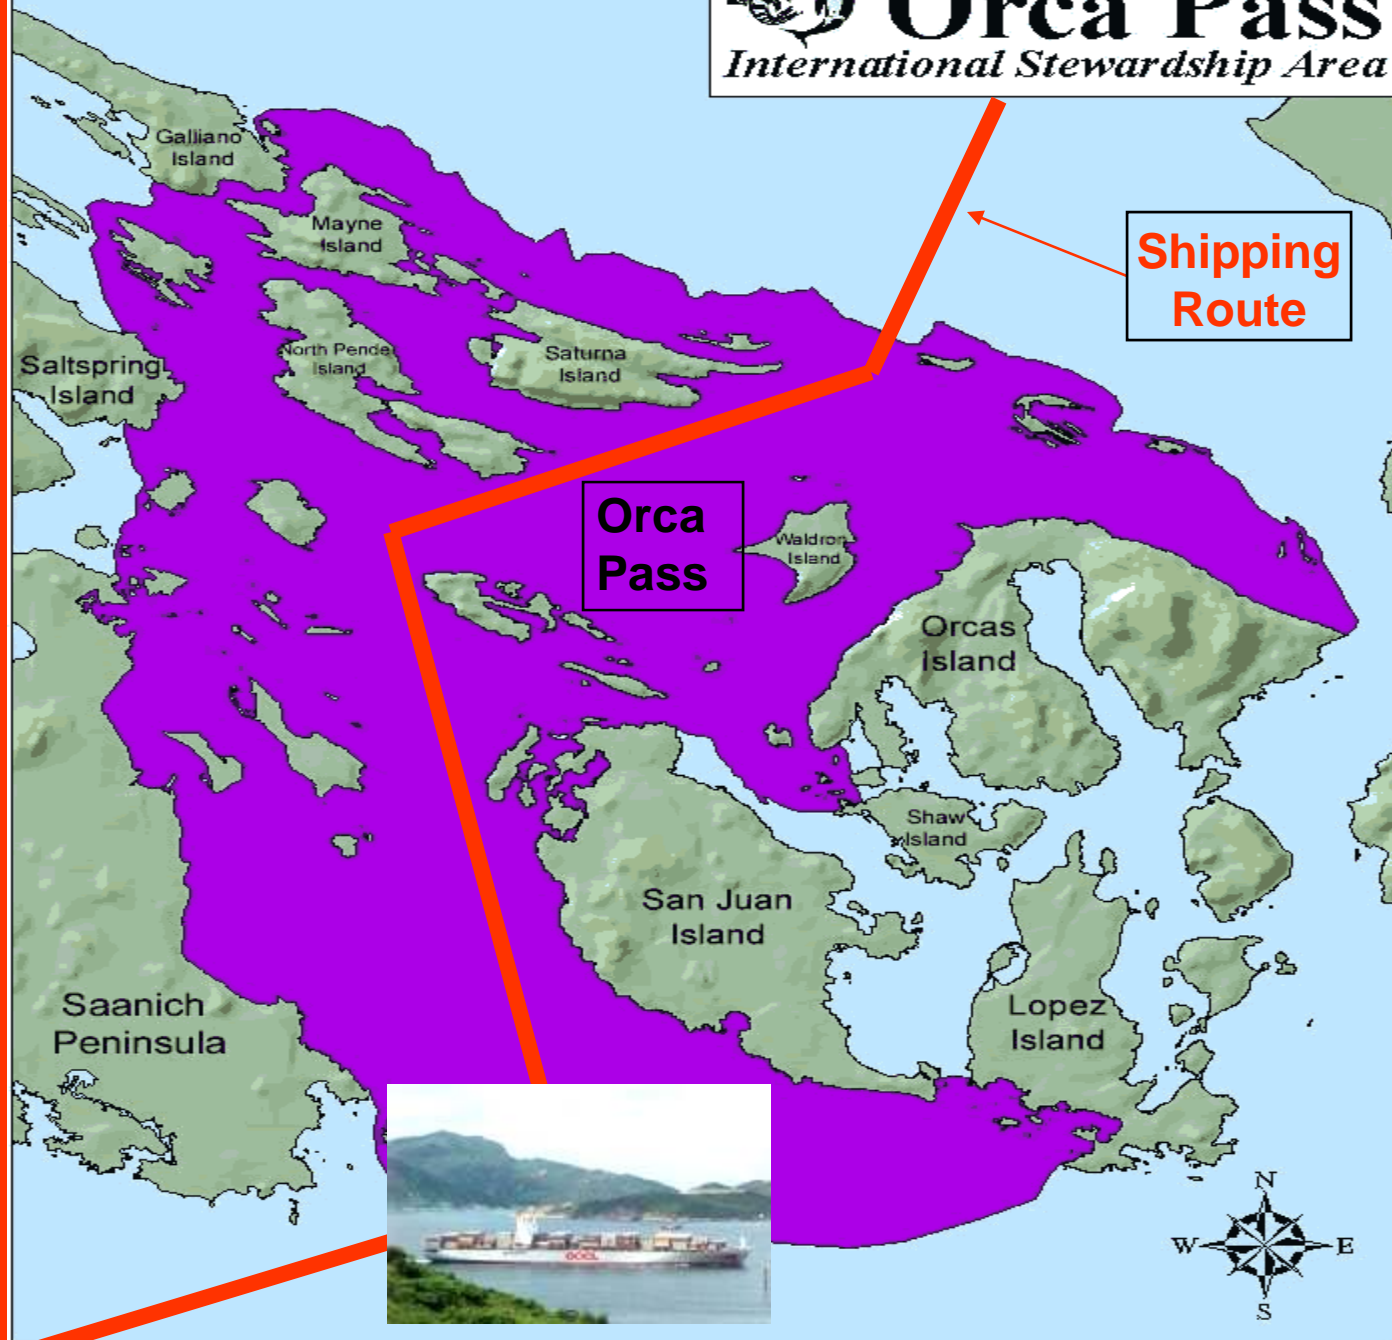 Orca Pass
International Stewardship Area
Galliano
Island
Mayne
Island
Shipping
Route
Saltspring
Island
North Pender
Island
Saturna
Island
Orca
Pass
Waldron
Island
Orcas
Island
Shaw
Island
San Juan
Island
Saanich
Peninsula
Lopez
Island
OOCL
N
W
E
S